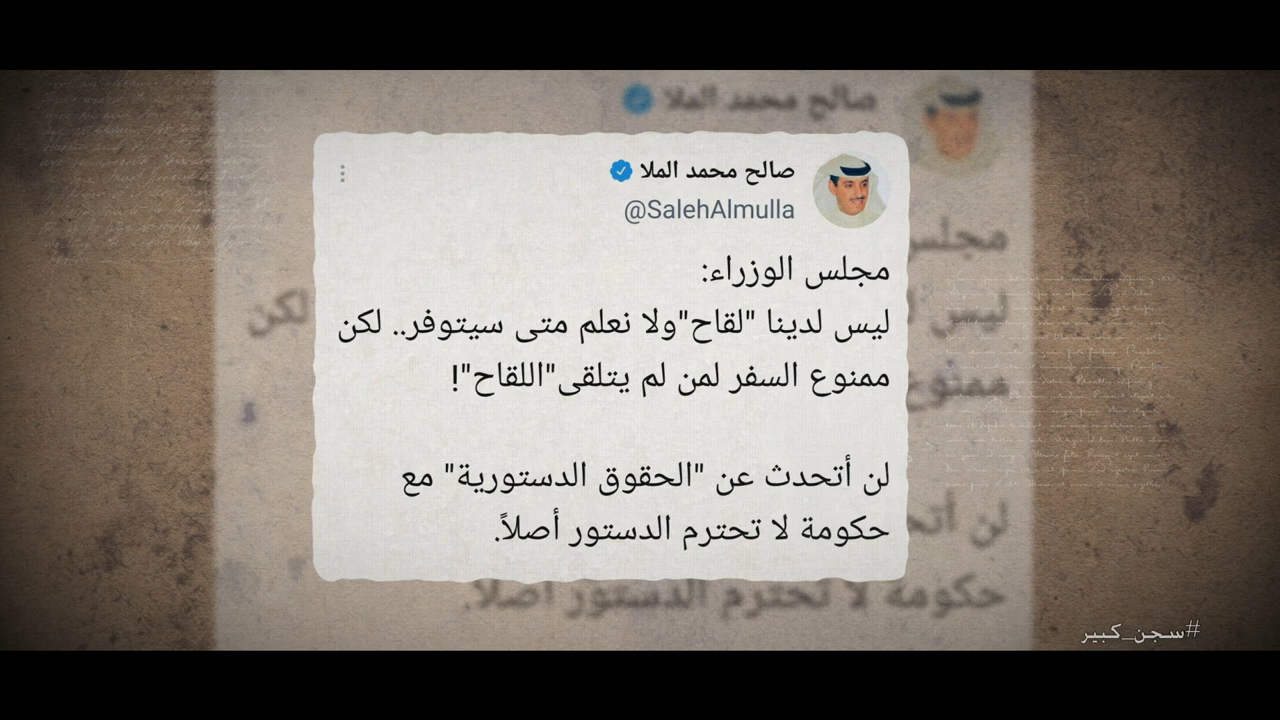 صالح محمد الملا
@SalehAlmulla
مجلس الوزراء:
ليس لدينا "لقاح"ولا نعلم متى سيتوفر.. لكن
ممنوع السفر لمن لم يتلقى"اللقاح"!
لن أتحدث عن "الحقوق الدستورية" مع
حكومة لا تحترم الدستور أصلاً.
#سجن_كبير